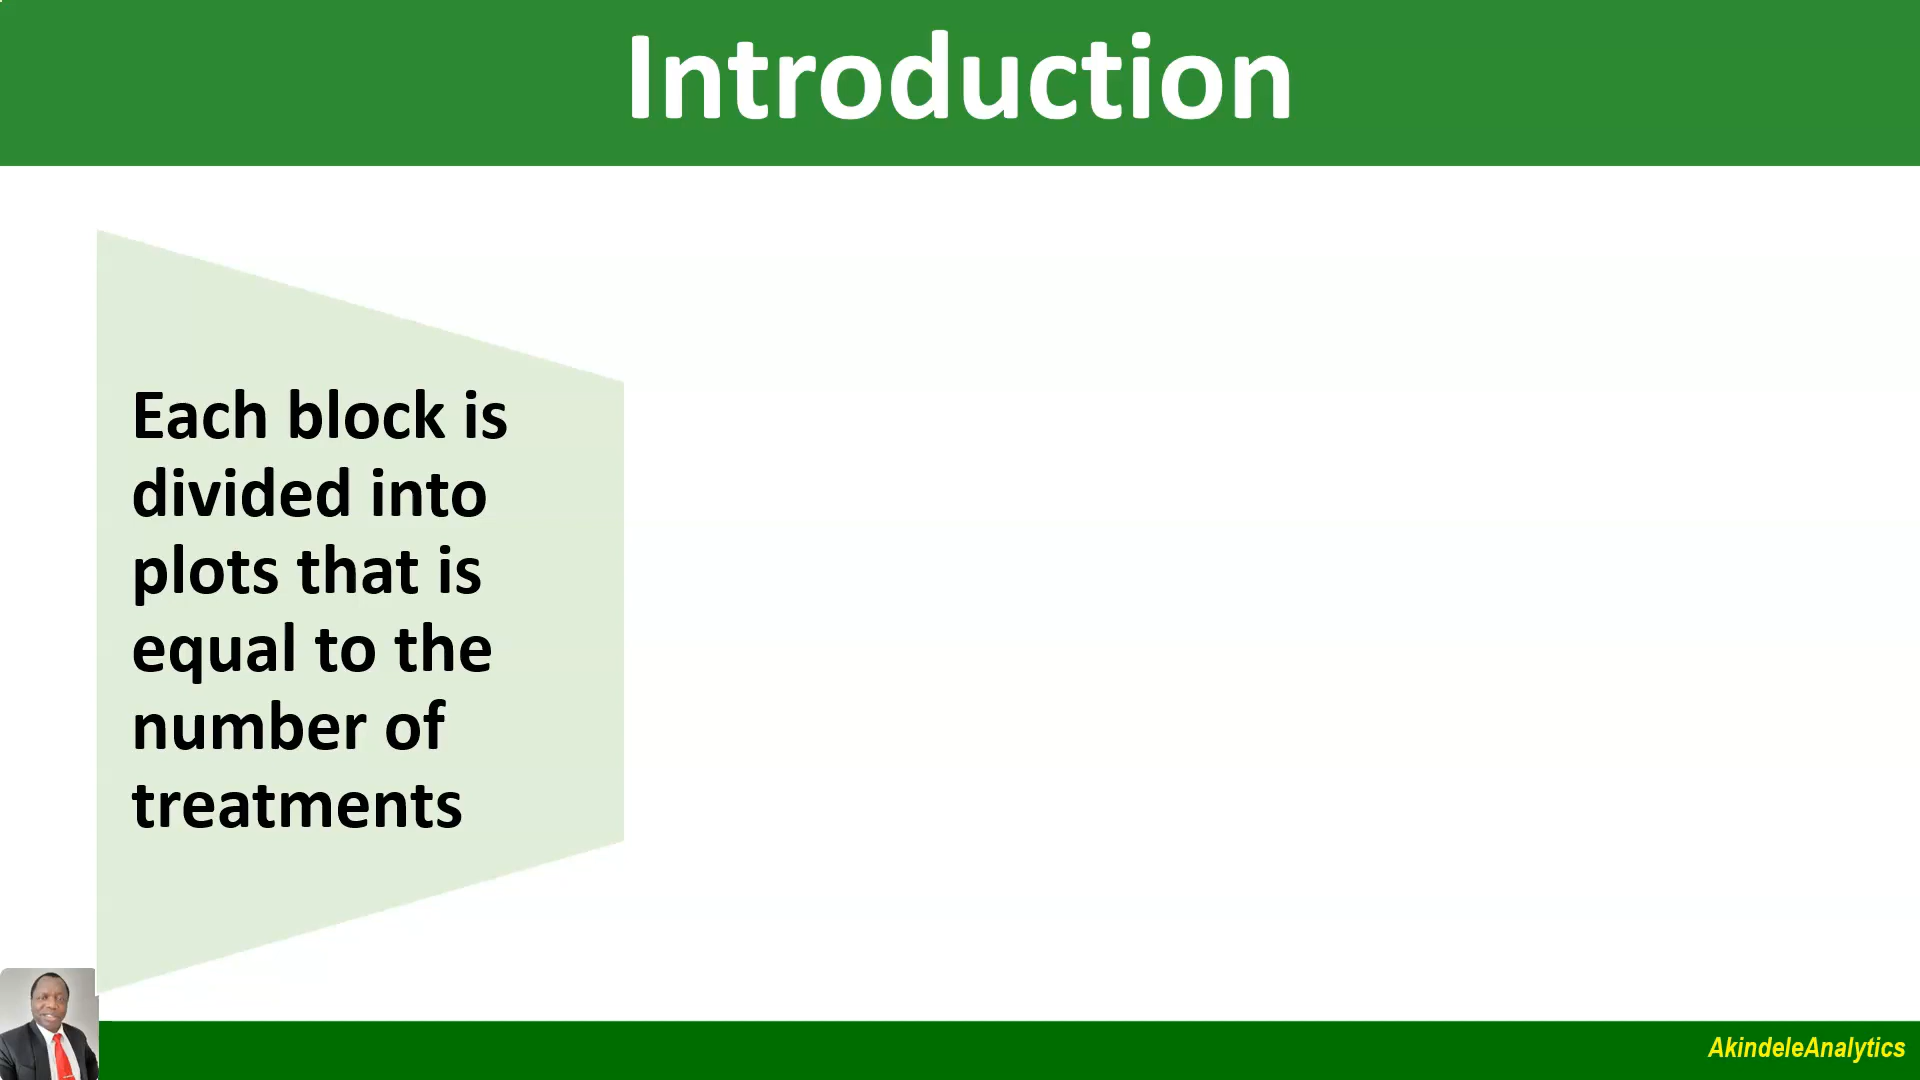 Introduction
Each block is
divided into
plots that is
equal to the
number of
treatments
AkindeleAnalytics